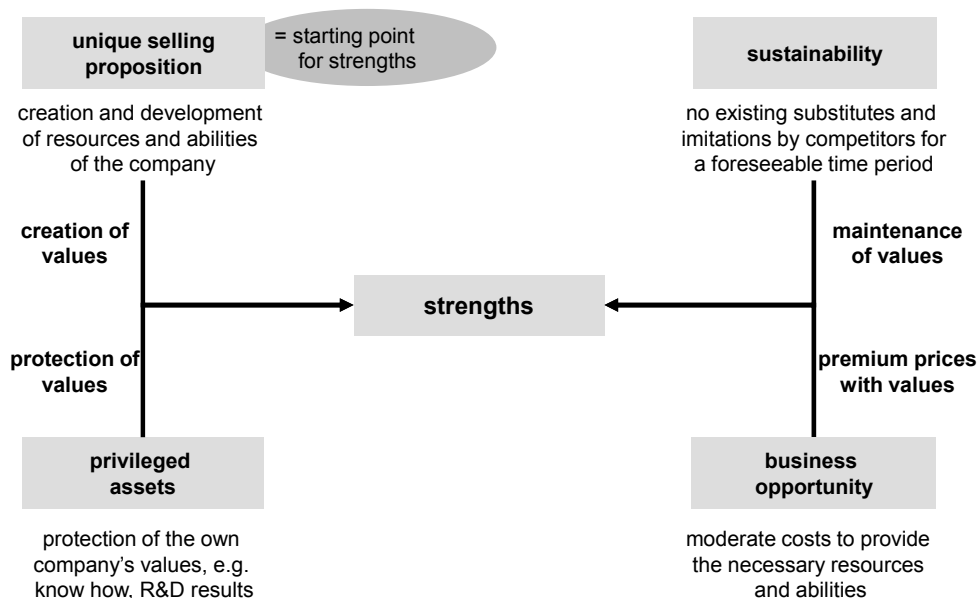 unique selling
proposition
= starting point
for strengths
creation and development
of resources and abilities
of the company
sustainability
no existing substitutes and
imitations by competitors for
a foreseeable time period
creation of
values
maintenance
of values
strengths
protection of
values
premium prices
with values
privileged
assets
protection of the own
company's values, e.g.
know how, R&D results
business
opportunity
moderate costs to provide
the necessary resources
and abilities